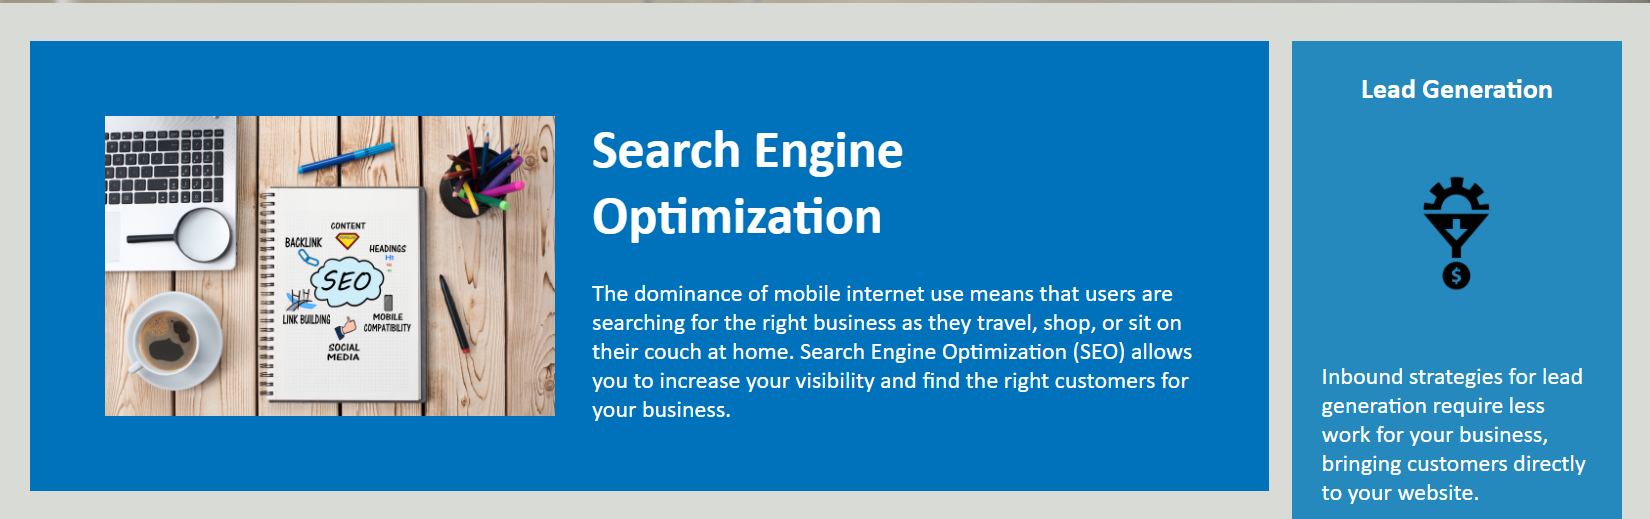 Search Engine
Optimization
The dominance of mobile internet use means that users are
searching for the right business as they travel, shop, or sit on
their couch at home. Search Engine Optimization (SEO) allows
you to increase your visibility and find the right customers for
your business.
CONTENT
BACKLINK
HEADINGS
H1
SEO
LINK BUILDING
MOBILE
COMPATIBILITY
SOCIAL
MEDIA
Lead Generation
$
Inbound strategies for lead
generation require less
work for your business,
bringing customers directly
to your website.